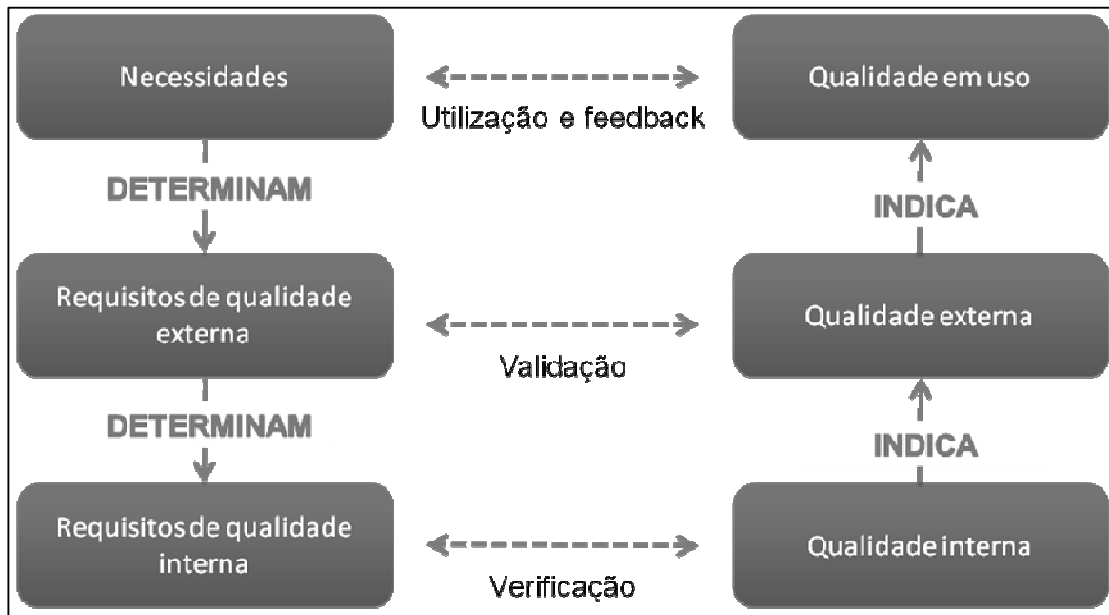 Necessidades
Qualidade em uso
Utilização e feedback
DETERMINAM
INDICA
Requisitos de qualidade
externa
Qualidade externa
Validação
DETERMINAM
INDICA
Requisitos de qualidade
interna
Qualidade interna
Verificação